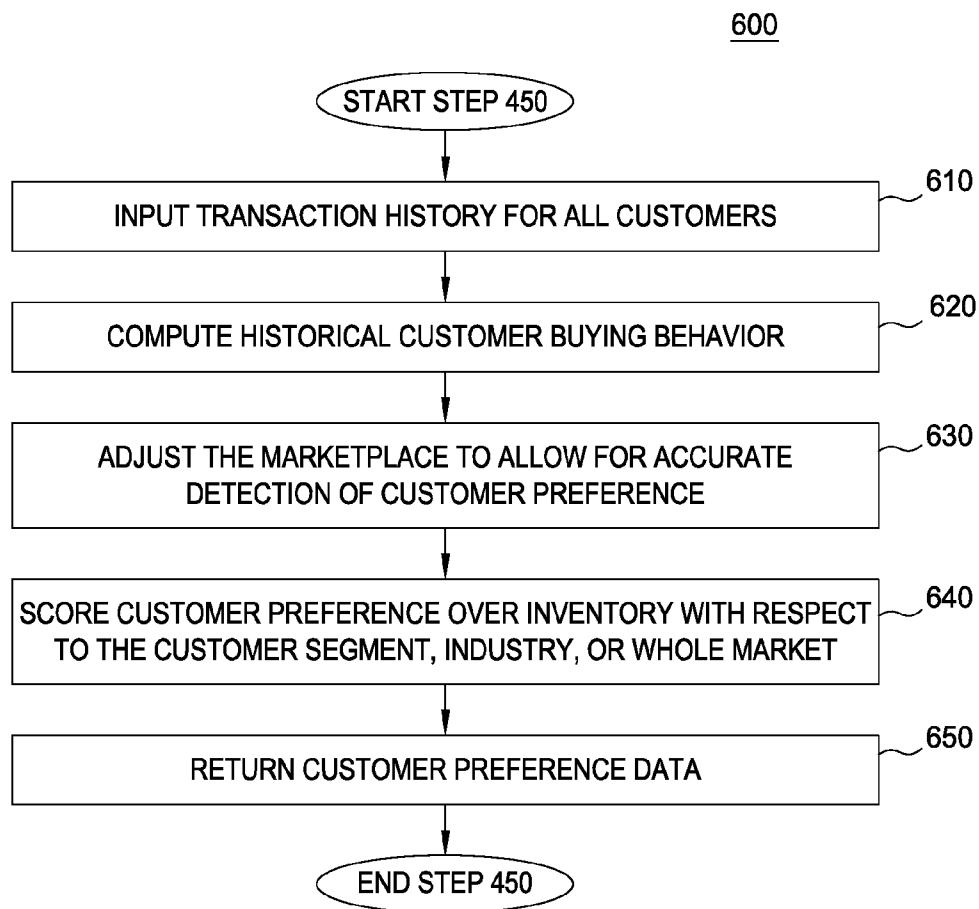 600
START STEP 450
610
INPUT TRANSACTION HISTORY FOR ALL CUSTOMERS
620
COMPUTE HISTORICAL CUSTOMER BUYING BEHAVIOR
630
ADJUST THE MARKETPLACE TO ALLOW FOR ACCURATE
DETECTION OF CUSTOMER PREFERENCE
640
SCORE CUSTOMER PREFERENCE OVER INVENTORY WITH RESPECT
TO THE CUSTOMER SEGMENT, INDUSTRY, OR WHOLE MARKET
650
RETURN CUSTOMER PREFERENCE DATA
END STEP 450